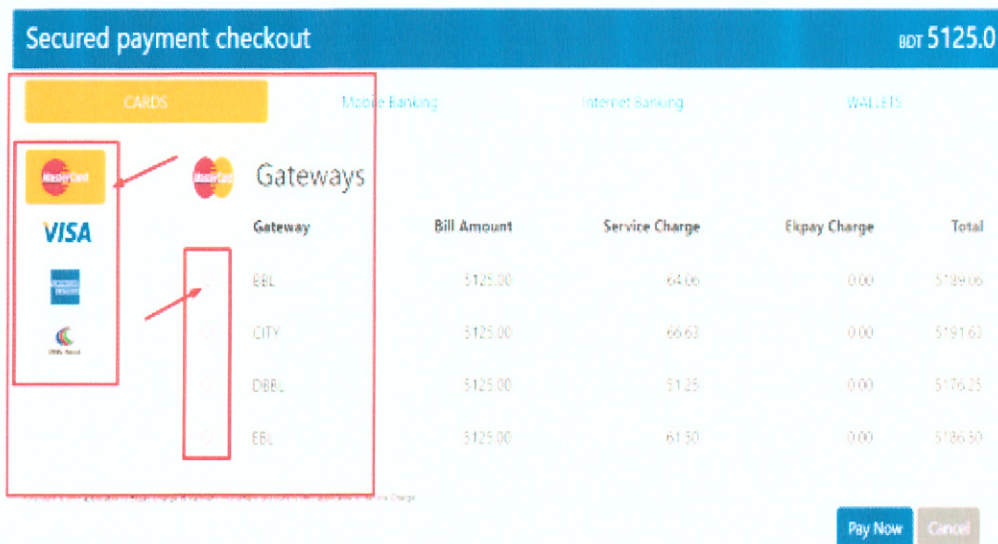 Secured payment checkout BDT 5125.0
CARDS Mobile Banking Internet Banking WALLETS
MasterCard MasterCard Gateways
VISA
Gateway Bill Amount Service Charge Ekpay Charge Total
BBL 5125.00 64.06 0.00 5189.06
CITY 5125.00 66.63 0.00 5191.63
DBBL 5125.00 51.25 0.00 5176.25
EBL 5125.00 61.50 0.00 5186.50
Pay Now Cancel